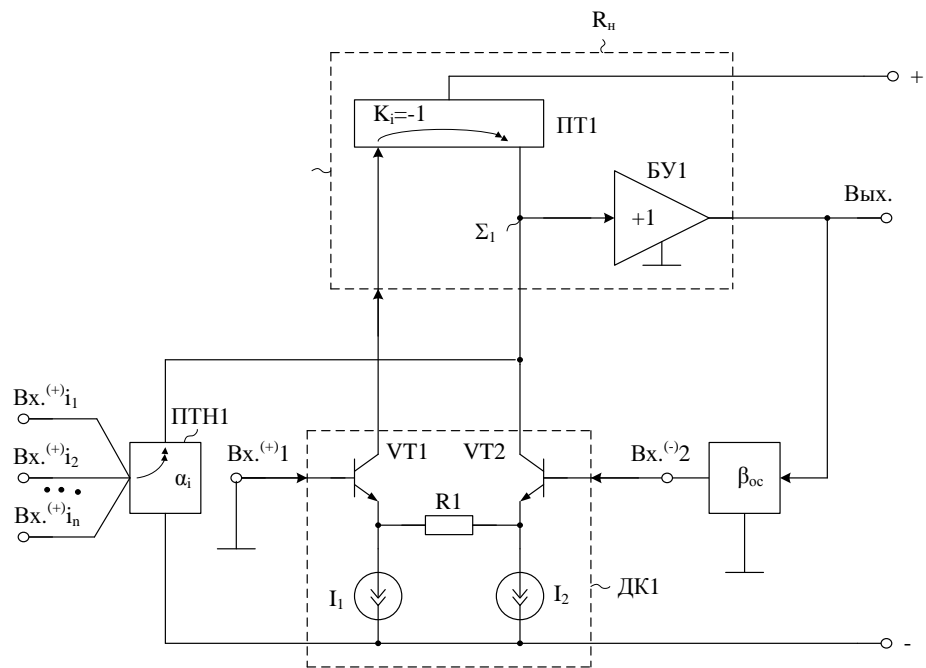 Rн
+
Ki=-1
ПТ1
БУ1
+1
Вых.
Σ1
Вх.(+)i1
ПТН1
Вх.(+)i2
αi
Вх.(+)in
Вх.(+)1
VT1
VT2
Вх.(-)2
βос
R1
I1
I2
ДК1
-